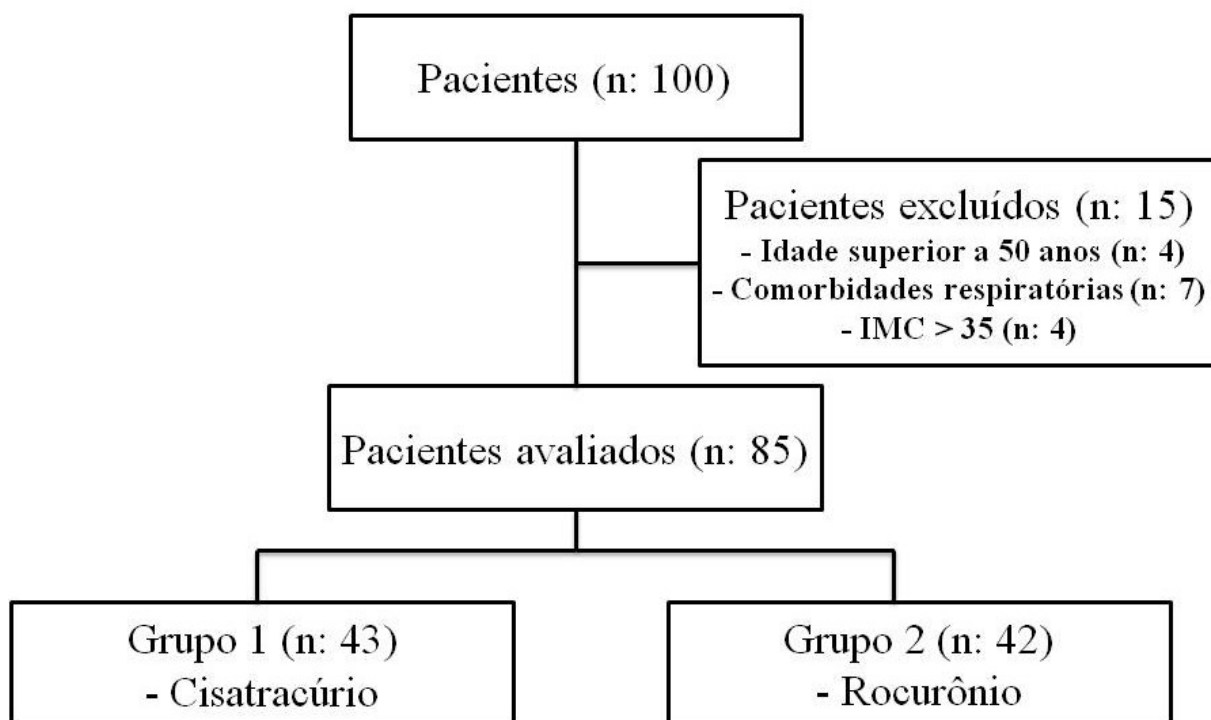 Pacientes (n: 100)
Pacientes excluídos (n: 15)
- Idade superior a 50 anos (n: 4)
- Comorbidades respiratórias (n: 7)
- IMC > 35 (n: 4)
Pacientes avaliados (n: 85)
Grupo 1 (n: 43)
- Cisatracúrio
Grupo 2 (n: 42)
- Rocurônio